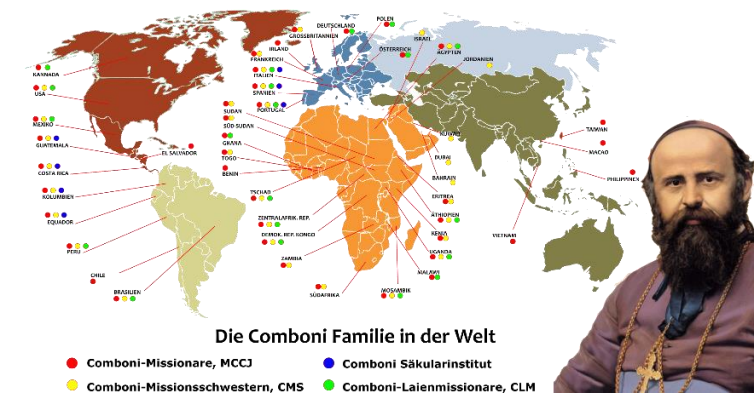 POLEN
DEUTSCHLAND
GROSSBRITANNIEN
ISRAEL
IRLAND
ÖSTERREICH
ÄGYPTEN
FRANKREICH
JORDANIEN
ITALIEN
KANNADA
SPANIEN
USA
PORTUGAL
SUDAN
MEXIKO
SÜD SUDAN
TAIWAN
KUWAIT
GUATEMALA
GHANA
EL SALVADOR
MACAO
TOGO
DUBAI
COSTA RICA
BENIN
PHILIPPINEN
BAHRAIN
KOLUMBIEN
TSCHAD
ERITREA
EQUADOR
ÄTHIOPIEN
ZENTRALAFRIK. REP.
DEMOK. REP. KONGO
KENIA
VIETNAM
PERU
UGANDA
ZAMBIA
MALAWI
CHILE
BRASILIEN
SÜDAFRIKA
MOSAMBIK
Die Comboni Familie in der Welt
Comboni-Missionare, MCCJ
Comboni Säkularinstitut
Comboni-Missionsschwestern, CMS
Comboni-Laienmissionare, CLM